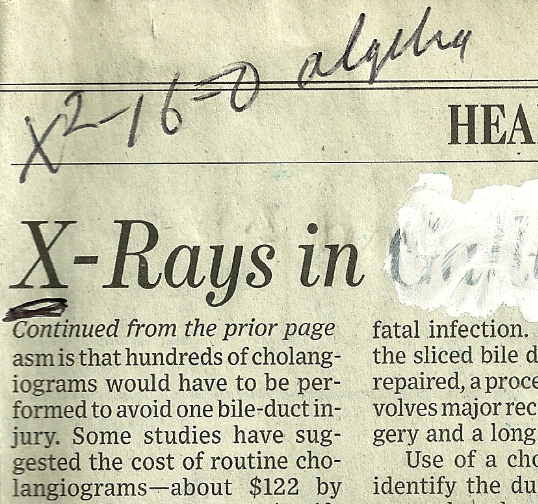 x²-16=0 algebra
HEA
X-Rays in
Continued from the prior page
asm is that hundreds of cholang-
iograms would have to be per-
formed to avoid one bile-duct in-
jury. Some studies have sug-
gested the cost of routine cho-
langiograms—about $122 by
fatal infection.
the sliced bile d
repaired, a proce
volves major rec
gery and a long
Use of a cho
identify the du